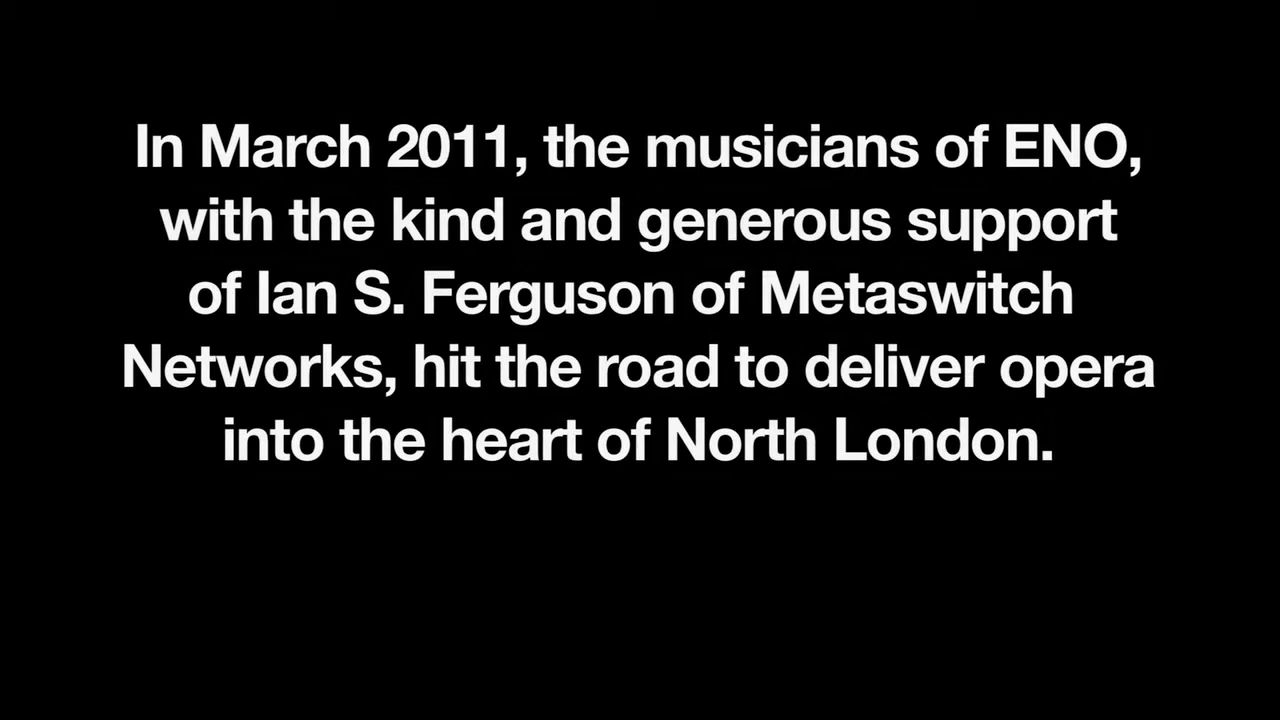 In March 2011, the musicians of ENO,
with the kind and generous support
of Ian S. Ferguson of Metaswitch
Networks, hit the road to deliver opera
into the heart of North London.